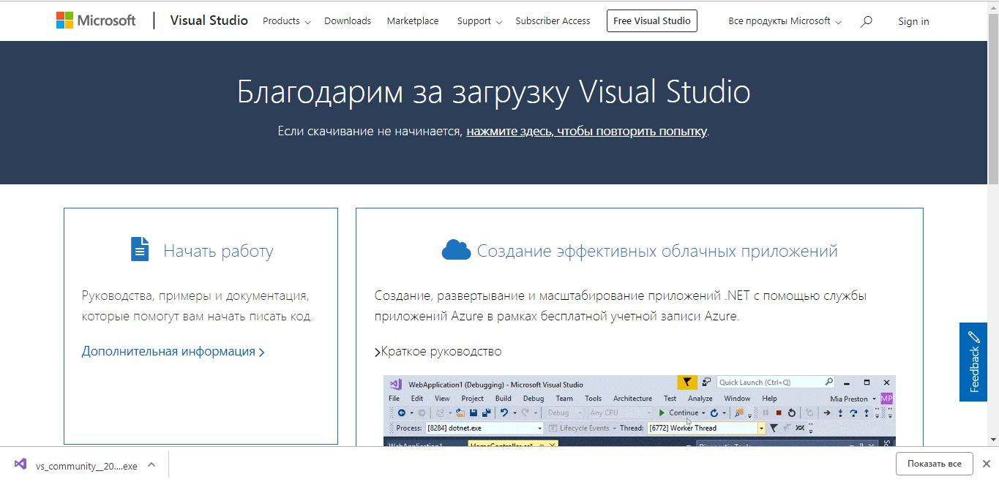 Microsoft | Visual Studio Products Downloads Marketplace Support Subscriber Access Free Visual Studio Все продукты Microsoft Sign in
Благодарим за загрузку Visual Studio
Если скачивание не начинается, нажмите здесь, чтобы повторить попытку.
Начать работу
Руководства, примеры и документация,
которые помогут вам начать писать код.
Дополнительная информация >
Создание эффективных облачных приложений
Создание, развертывание и масштабирование приложений .NET с помощью службы
приложений Azure в рамках бесплатной учетной записи Azure.
>Краткое руководство
WebApplication1 (Debugging) - Microsoft Visual Studio Quick Launch (Ctrl+Q)
File Edit View Project Build Debug Team Tools Architecture Test Analyze Window Help Mia Preston MP
Debug Any CPU Continue
Process: [8284] dotnet.exe Lifecycle Events Thread: [6772] Worker Thread
WebApplication1 HomeController.cs Diagnostic Tools
Feedback
vs_community__20....exe Показать все